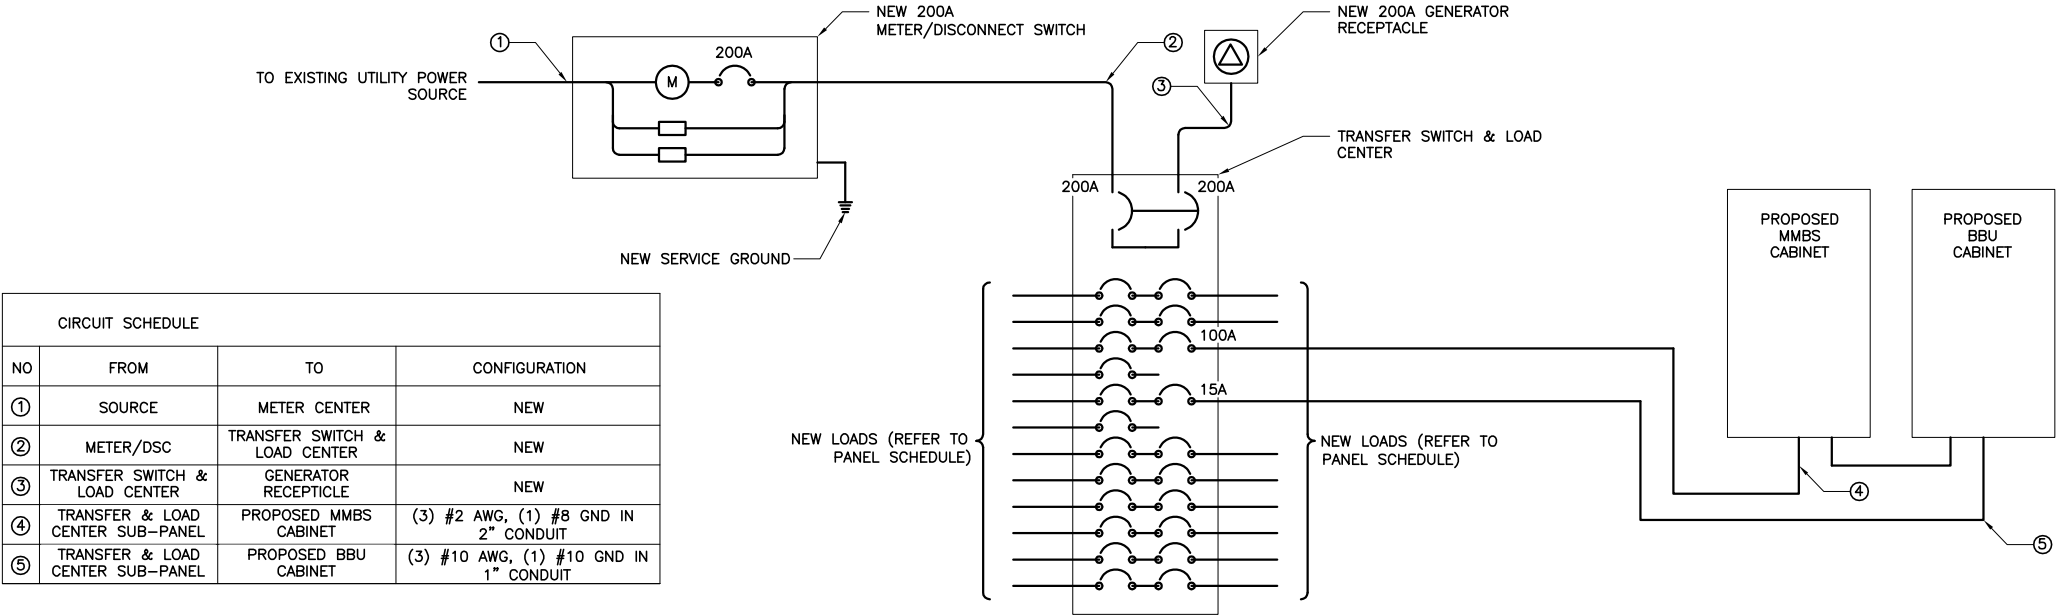 NEW 200A
METER/DISCONNECT SWITCH
NEW 200A GENERATOR
RECEPTACLE
1
200A
2
TO EXISTING UTILITY POWER
SOURCE
M
3
TRANSFER SWITCH & LOAD
CENTER
200A
200A
NEW SERVICE GROUND
PROPOSED
MMBS
CABINET
PROPOSED
BBU
CABINET
100A
15A
NEW LOADS (REFER TO
PANEL SCHEDULE)
NEW LOADS (REFER TO
PANEL SCHEDULE)
4
5
CIRCUIT SCHEDULE
NO FROM TO CONFIGURATION
1 SOURCE METER CENTER NEW
2 METER/DSC TRANSFER SWITCH &
LOAD CENTER NEW
3 TRANSFER SWITCH &
LOAD CENTER GENERATOR
RECEPTICLE NEW
4 TRANSFER & LOAD
CENTER SUB-PANEL PROPOSED MMBS
CABINET (3) #2 AWG, (1) #8 GND IN
2" CONDUIT
5 TRANSFER & LOAD
CENTER SUB-PANEL PROPOSED BBU
CABINET (3) #10 AWG, (1) #10 GND IN
1" CONDUIT